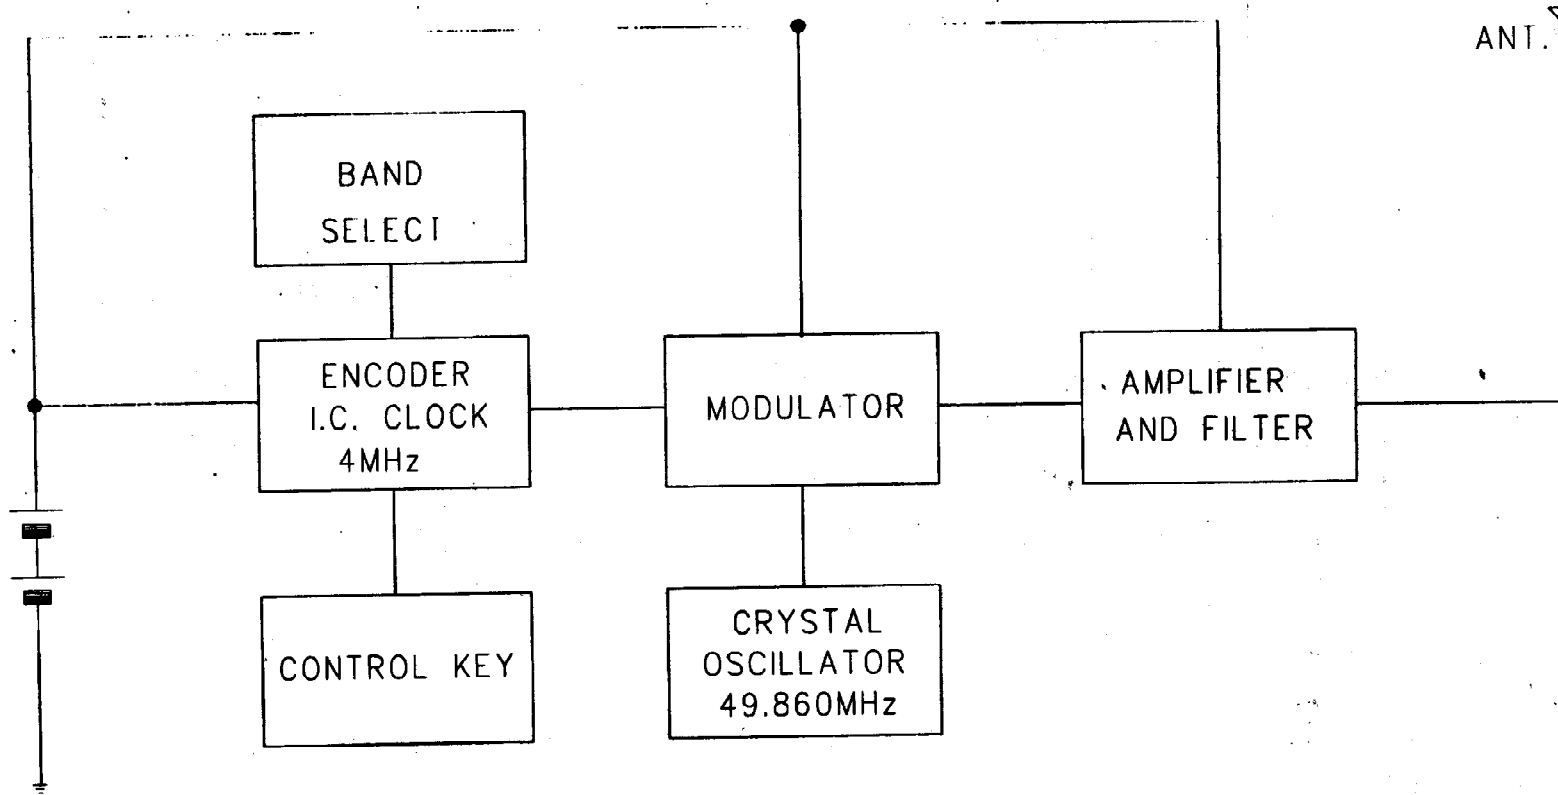 ANT.
BAND
SELECT
ENCODER
I.C. CLOCK
4MHz
MODULATOR
AMPLIFIER
AND FILTER
CONTROL KEY
CRYSTAL
OSCILLATOR
49.860MHz